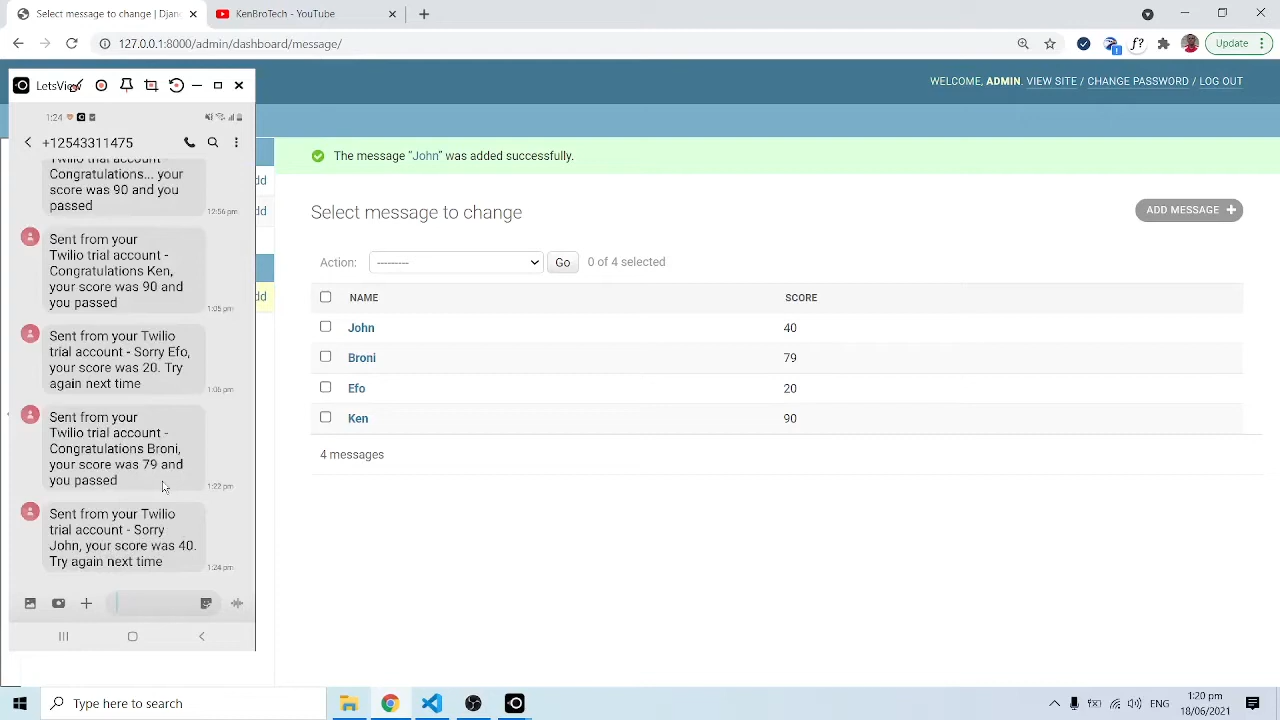 Select message to change | Djan
KenBroTech - YouTube
127.0.0.1:8000/admin/dashboard/message/
Update
WELCOME, ADMIN. VIEW SITE / CHANGE PASSWORD / LOG OUT
LetsView
1:24
+12543311475
Twilio trial account -
Congratulations... your
score was 90 and you
passed
12:56 pm
Sent from your
Twilio trial account -
Congratulations Ken,
your score was 90 and
you passed
1:05 pm
Sent from your Twilio
trial account - Sorry Efo,
your score was 20. Try
again next time
1:06 pm
Sent from your
Twilio trial account -
Congratulations Broni,
your score was 79 and
you passed
1:22 pm
Sent from your Twilio
trial account - Sorry
John, your score was 40.
Try again next time
1:24 pm
dd
dd
dd
The message “John” was added successfully.
Select message to change
ADD MESSAGE +
Action: --------- Go 0 of 4 selected
NAME SCORE
John 40
Broni 79
Efo 20
Ken 90
4 messages
Type here to search
ENG
1:20 pm
18/06/2021